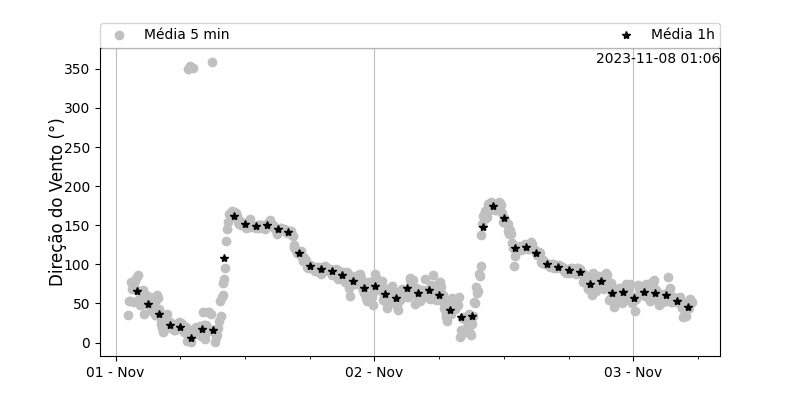 Média 5 min
Média 1h
2023-11-08 01:06
Direção do Vento (°)
350
300
250
200
150
100
50
0
01 - Nov
02 - Nov
03 - Nov